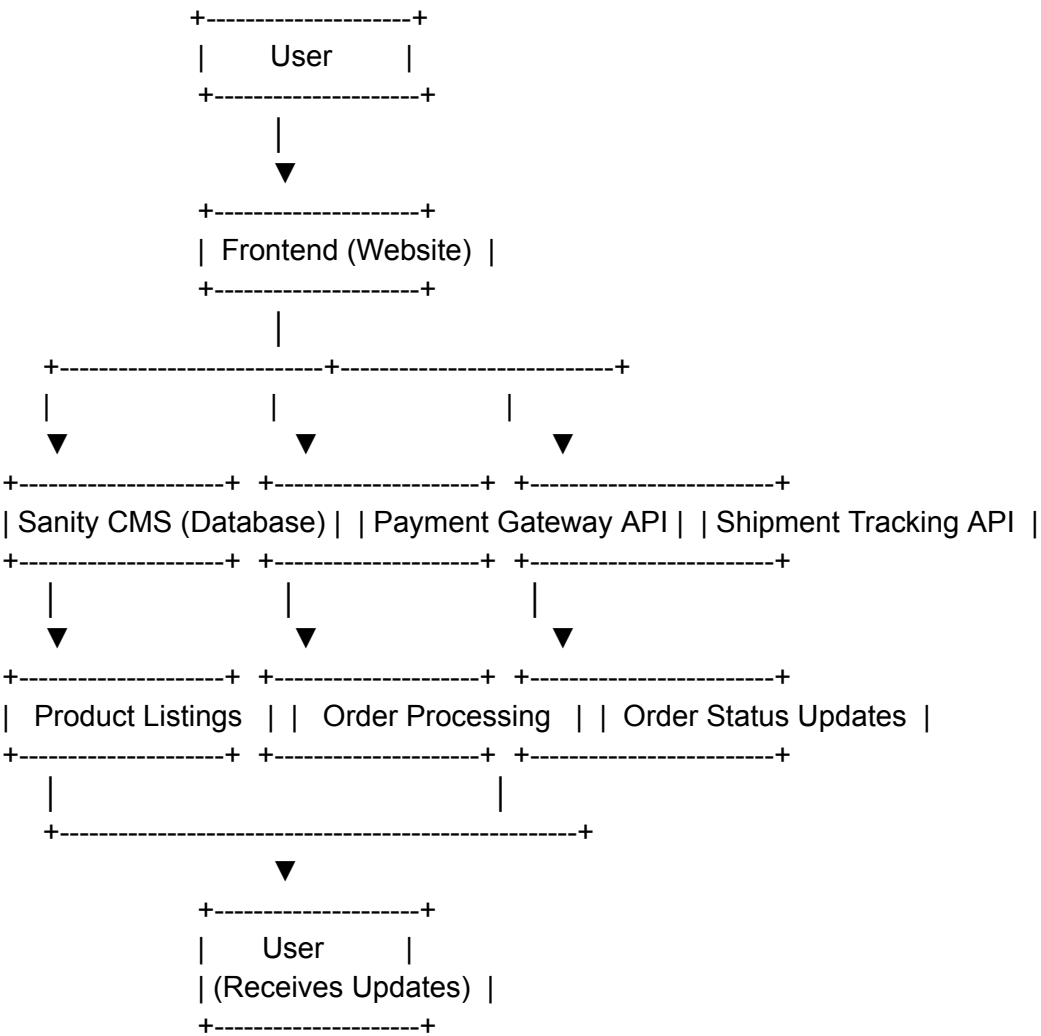 +---------------------+
| User |
+---------------------+
|
▼
+---------------------+
| Frontend (Website) |
+---------------------+
|
+---------------------------+----------------------------+
| | |
▼ ▼ ▼
+---------------------+ +---------------------+ +-------------------------+
| Sanity CMS (Database) | | Payment Gateway API | | Shipment Tracking API |
+---------------------+ +---------------------+ +-------------------------+
| | |
▼ ▼ ▼
+---------------------+ +---------------------+ +-------------------------+
| Product Listings | | Order Processing | | Order Status Updates |
+---------------------+ +---------------------+ +-------------------------+
| |
+-----------------------------------------------------+
▼
+---------------------+
| User |
| (Receives Updates) |
+---------------------+